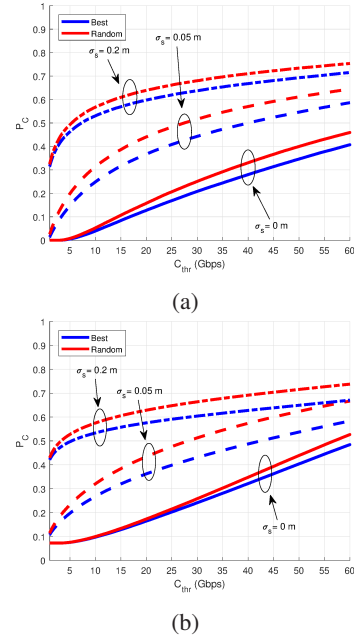 1
0.9
0.8
0.7
0.6
0.5
0.4
0.3
0.2
0.1
0
P_C
Best
Random
σ_s = 0.2 m
σ_s = 0.05 m
σ_s = 0 m
5 10 15 20 25 30 35 40 45 50 55 60
C_thr (Gbps)
(a)
1
0.9
0.8
0.7
0.6
0.5
0.4
0.3
0.2
0.1
0
P_C
Best
Random
σ_s = 0.2 m
σ_s = 0.05 m
σ_s = 0 m
5 10 15 20 25 30 35 40 45 50 55 60
C_thr (Gbps)
(b)